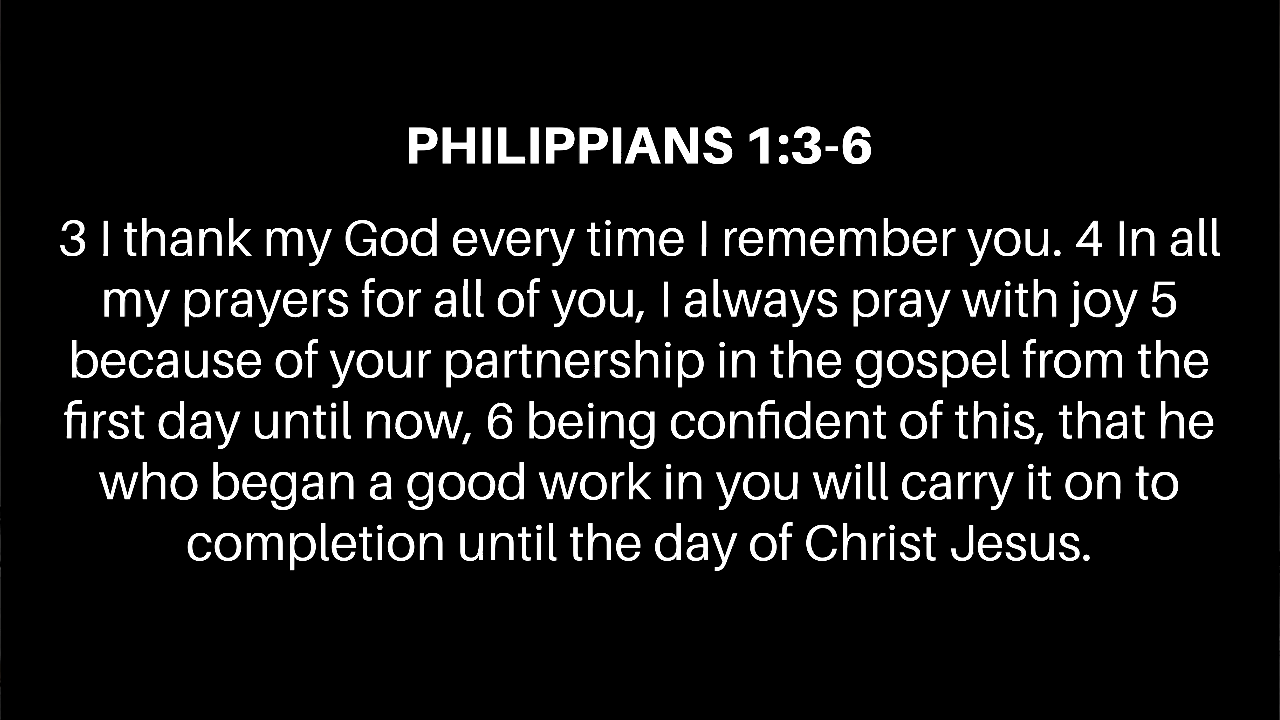 PHILIPPIANS 1:3-6
3 I thank my God every time I remember you. 4 In all
my prayers for all of you, I always pray with joy 5
because of your partnership in the gospel from the
first day until now, 6 being confident of this, that he
who began a good work in you will carry it on to
completion until the day of Christ Jesus.